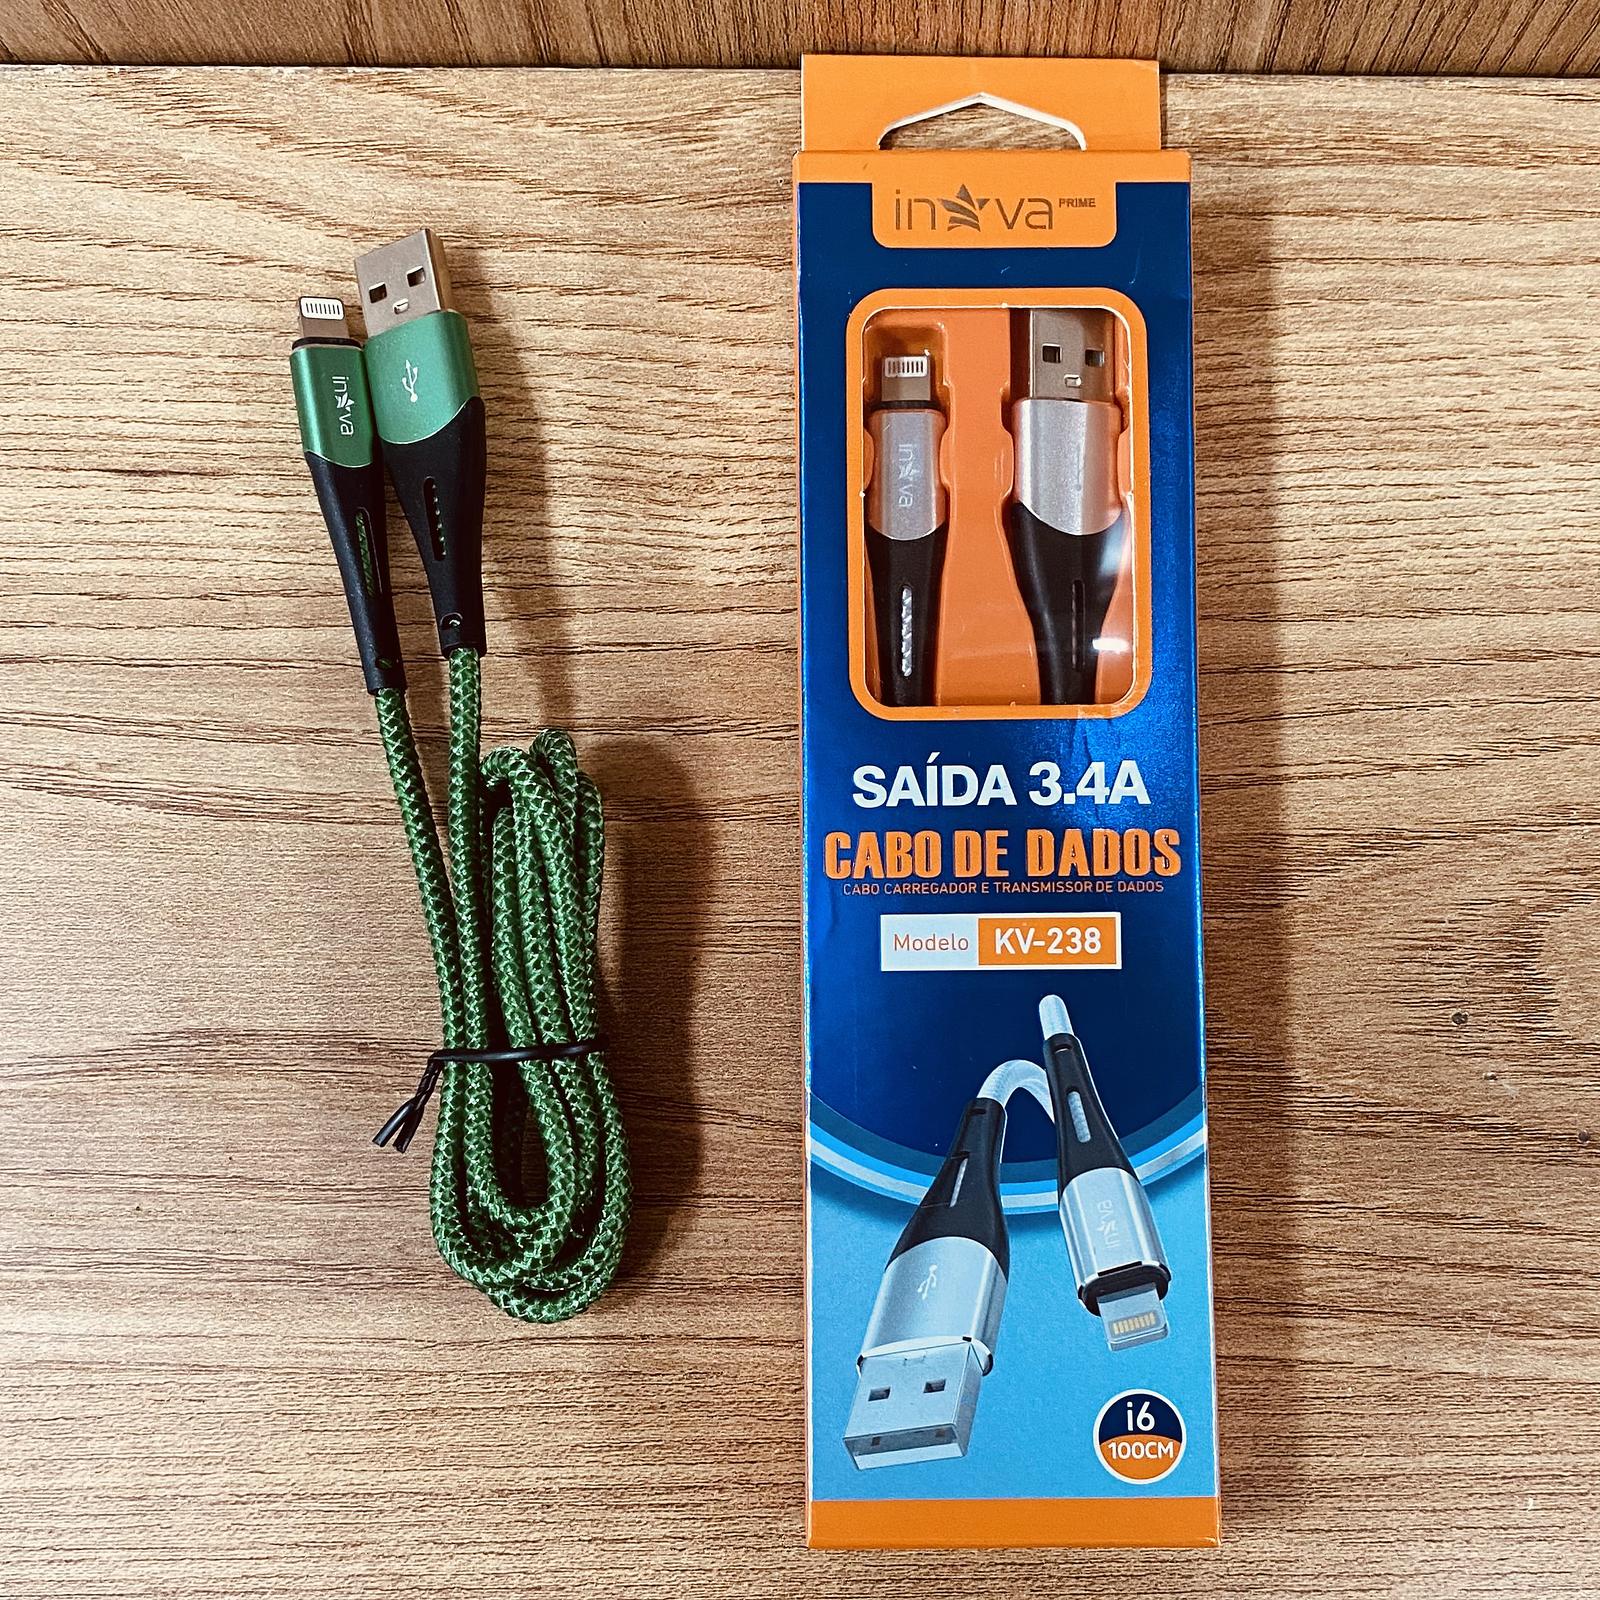 inova PRIME
inova
inova
SAÍDA 3.4A
CABO DE DADOS
CABO CARREGADOR E TRANSMISSOR DE DADOS
Modelo KV-238
inova
i6
100CM